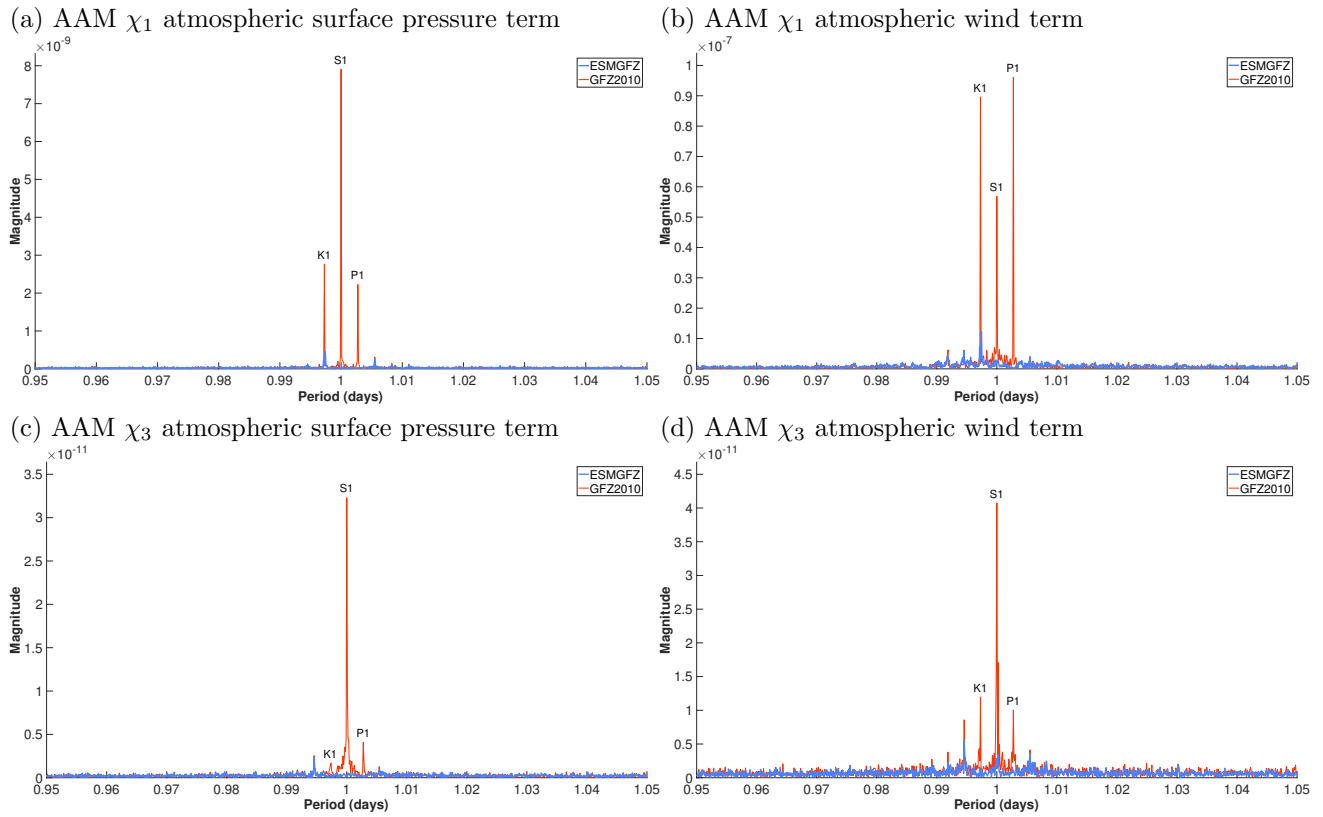 (a) AAM χ1 atmospheric surface pressure term
×10^-9
8
7
6
5
4
3
2
1
0
Magnitude
S1
K1
P1
ESMGFZ
GFZ2010
0.95 0.96 0.97 0.98 0.99 1 1.01 1.02 1.03 1.04 1.05
Period (days)
(b) AAM χ1 atmospheric wind term
×10^-7
1
0.9
0.8
0.7
0.6
0.5
0.4
0.3
0.2
0.1
0
Magnitude
P1
K1
S1
ESMGFZ
GFZ2010
0.95 0.96 0.97 0.98 0.99 1 1.01 1.02 1.03 1.04 1.05
Period (days)
(c) AAM χ3 atmospheric surface pressure term
×10^-11
3.5
3
2.5
2
1.5
1
0.5
0
Magnitude
S1
K1
P1
ESMGFZ
GFZ2010
0.95 0.96 0.97 0.98 0.99 1 1.01 1.02 1.03 1.04 1.05
Period (days)
(d) AAM χ3 atmospheric wind term
×10^-11
4.5
4
3.5
3
2.5
2
1.5
1
0.5
0
Magnitude
S1
K1
P1
ESMGFZ
GFZ2010
0.95 0.96 0.97 0.98 0.99 1 1.01 1.02 1.03 1.04 1.05
Period (days)